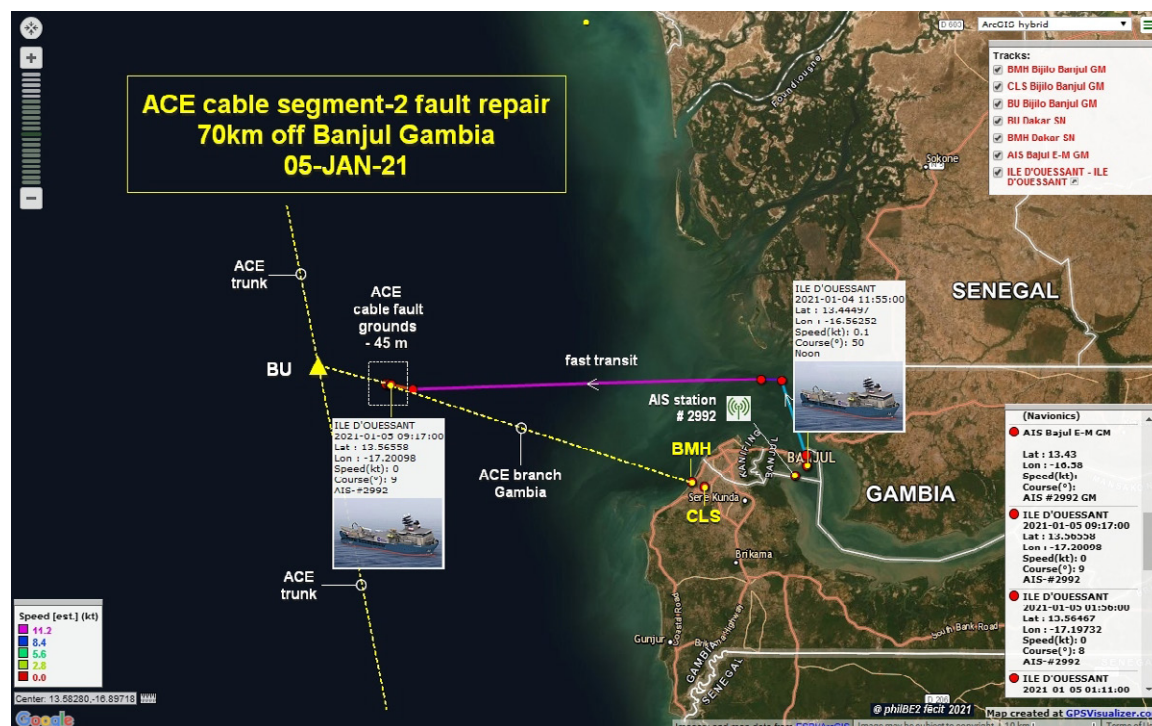 ACE cable segment-2 fault repair
70km off Banjul Gambia
05-JAN-21
D 603
ArcGIS hybrid
Tracks:
BMH Bijilo Banjul GM
CLS Bijilo Banjul GM
BU Bijilo Banjul GM
BU Dakar SN
BMH Dakar SN
AIS Bajul E-M GM
ILE D'OUESSANT - ILE
D'OUESSANT
Foundiougne
Sokone
SENEGAL
ACE
trunk
ACE
cable fault
grounds
- 45 m
BU
fast transit
AIS station
# 2992
ILE D'OUESSANT
2021-01-04 11:55:00
Lat : 13.44497
Lon : -16.56252
Speed(kt): 0.1
Course(°): 50
Noon
ILE D'OUESSANT
2021-01-05 09:17:00
Lat : 13.56558
Lon : -17.20098
Speed(kt): 0
Course(°): 9
AIS-#2992
ACE branch
Gambia
BMH
CLS
KANIFING
BANJUL
BANJUL
Sere Kunda
GAMBIA
Brikama
Gunjur
Coastal Road
South Bank Road
GAMBIA
SENEGAL
ACE
trunk
(Navionics)
AIS Bajul E-M GM
Lat : 13.43
Lon : -16.58
Speed(kt):
Course(°):
AIS #2992 GM
ILE D'OUESSANT
2021-01-05 09:17:00
Lat : 13.56558
Lon : -17.20098
Speed(kt): 0
Course(°): 9
AIS-#2992
ILE D'OUESSANT
2021-01-05 01:56:00
Lat : 13.56467
Lon : -17.19732
Speed(kt): 0
Course(°): 8
AIS-#2992
ILE D'OUESSANT
2021-01-05 01:11:00
Speed [est.] (kt)
11.2
8.4
5.6
2.8
0.0
Center: 13.58280,-16.89718
Google
@ philBE2 fécit 2021
Map created at GPSVisualizer.com